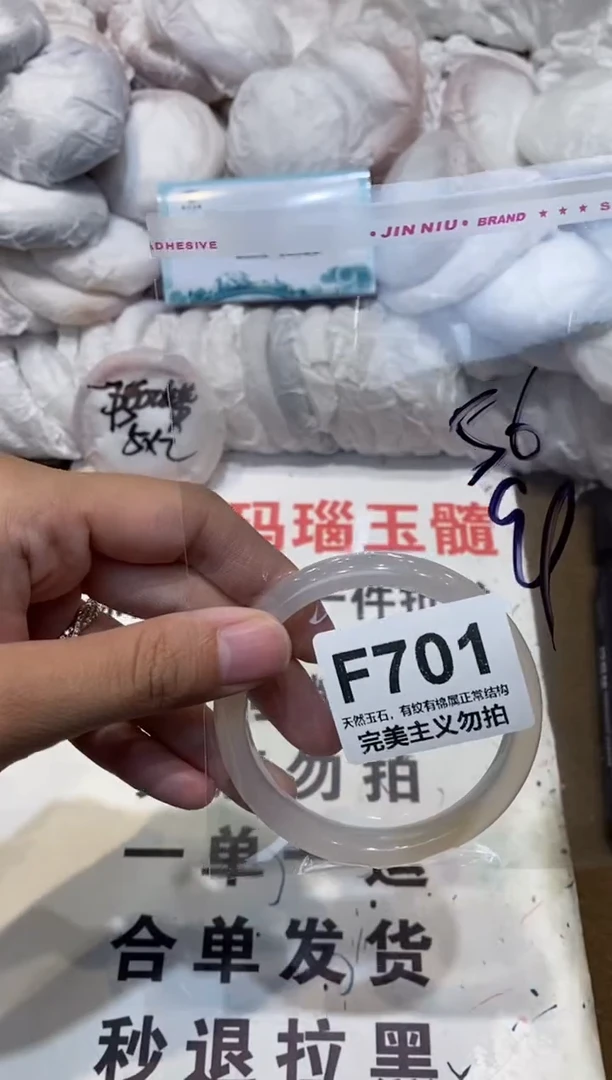 ADHESIVE
• JIN NIU • BRAND ★ ★ ★ S
56
玛瑙玉髓
F701
天然玉石，有纹有棉属正常结构
完美主义勿拍
勿拍
一单一
合单发货
秒退拉黑